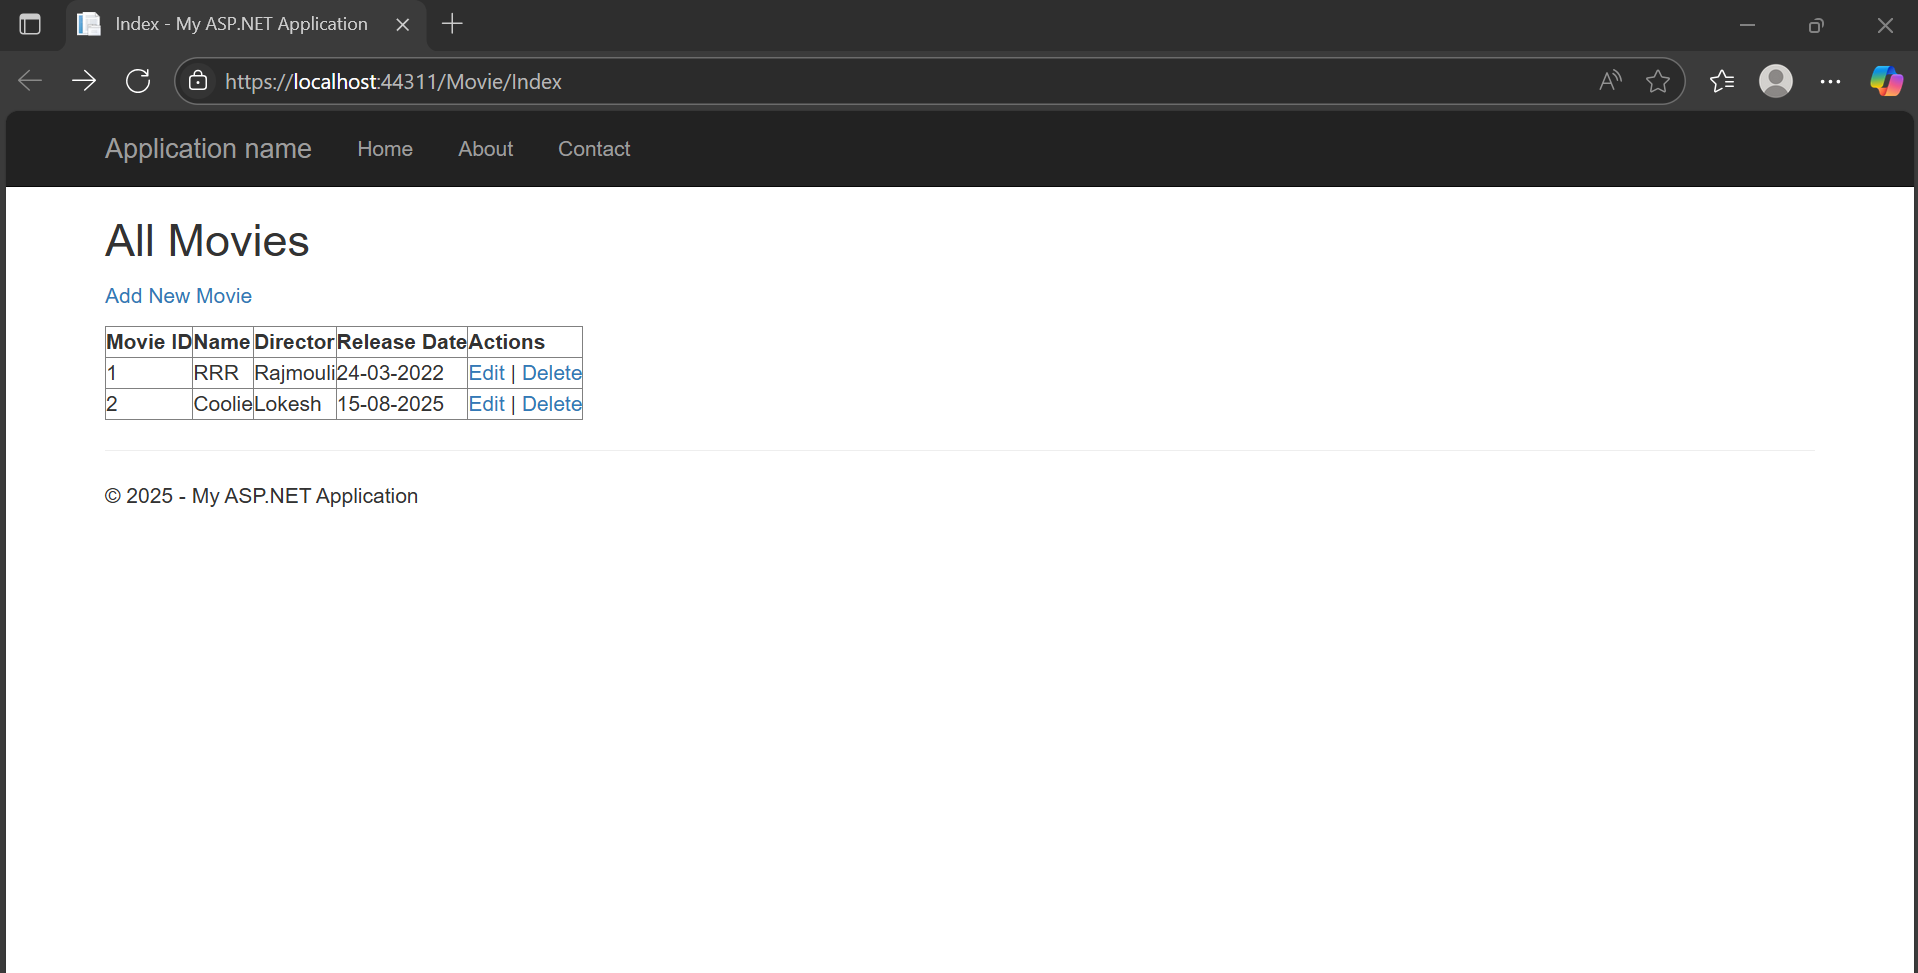 Index - My ASP.NET Application
https://localhost:44311/Movie/Index
Application name Home About Contact
All Movies
Add New Movie
Movie ID Name Director Release Date Actions
1 RRR Rajmouli 24-03-2022 Edit | Delete
2 Coolie Lokesh 15-08-2025 Edit | Delete
© 2025 - My ASP.NET Application